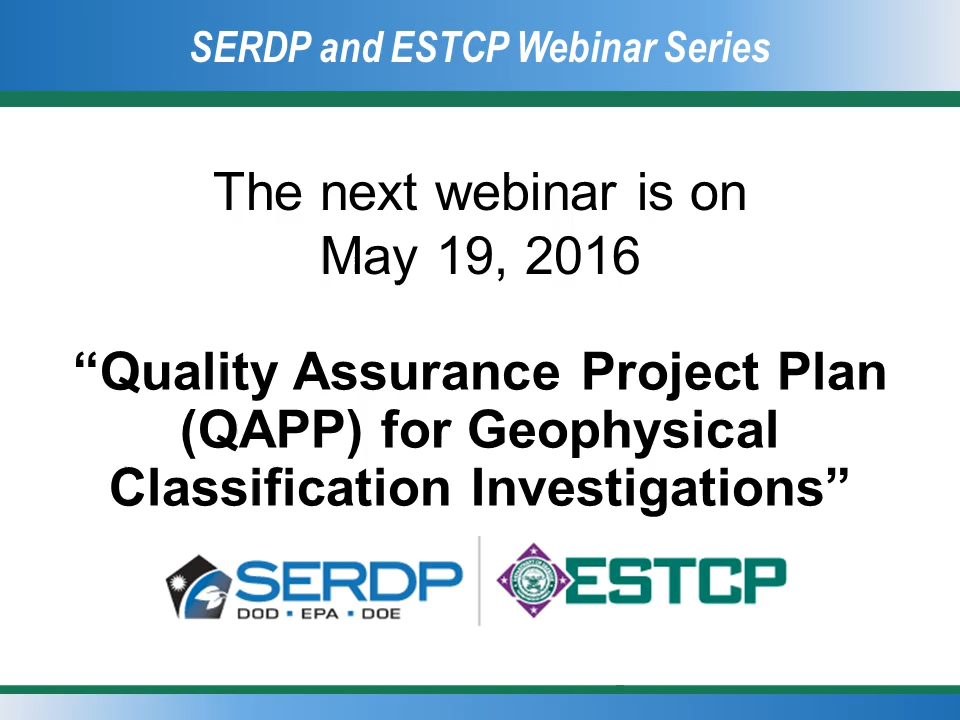 SERDP and ESTCP Webinar Series
The next webinar is on
May 19, 2016
“Quality Assurance Project Plan
(QAPP) for Geophysical
Classification Investigations”
SERDP
DOD • EPA • DOE
ESTCP